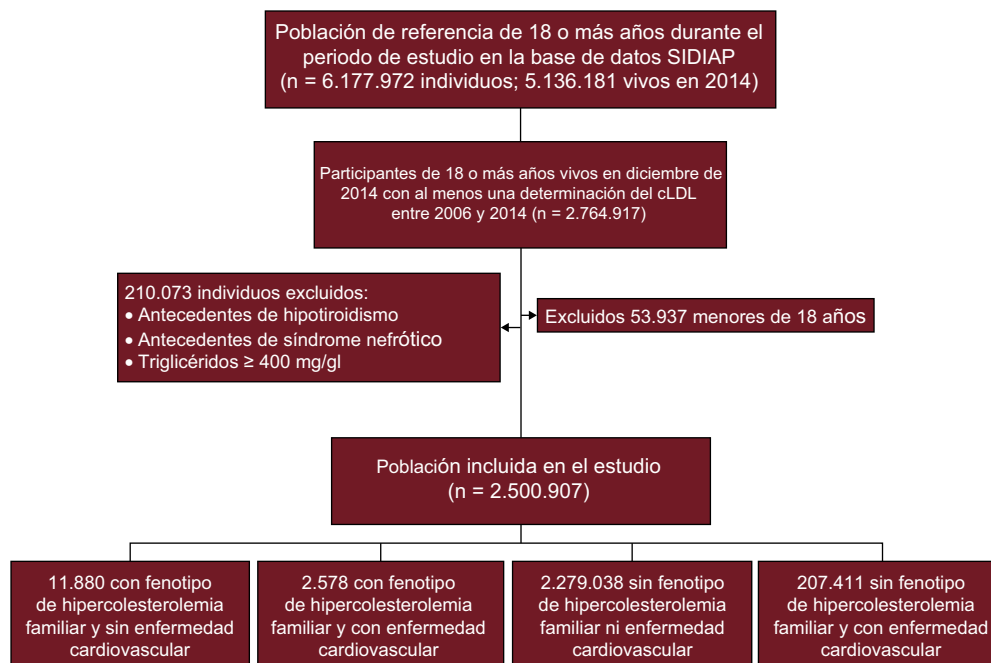 Población de referencia de 18 o más años durante el
periodo de estudio en la base de datos SIDIAP
(n = 6.177.972 individuos; 5.136.181 vivos en 2014)
Participantes de 18 o más años vivos en diciembre de
2014 con al menos una determinación del cLDL
entre 2006 y 2014 (n = 2.764.917)
210.073 individuos excluidos:
• Antecedentes de hipotiroidismo
• Antecedentes de síndrome nefrótico
• Triglicéridos ≥ 400 mg/gl
Excluidos 53.937 menores de 18 años
Población incluida en el estudio
(n = 2.500.907)
11.880 con fenotipo
de hipercolesterolemia
familiar y sin enfermedad
cardiovascular
2.578 con fenotipo
de hipercolesterolemia
familiar y con enfermedad
cardiovascular
2.279.038 sin fenotipo
de hipercolesterolemia
familiar ni enfermedad
cardiovascular
207.411 sin fenotipo
de hipercolesterolemia
familiar y con enfermedad
cardiovascular